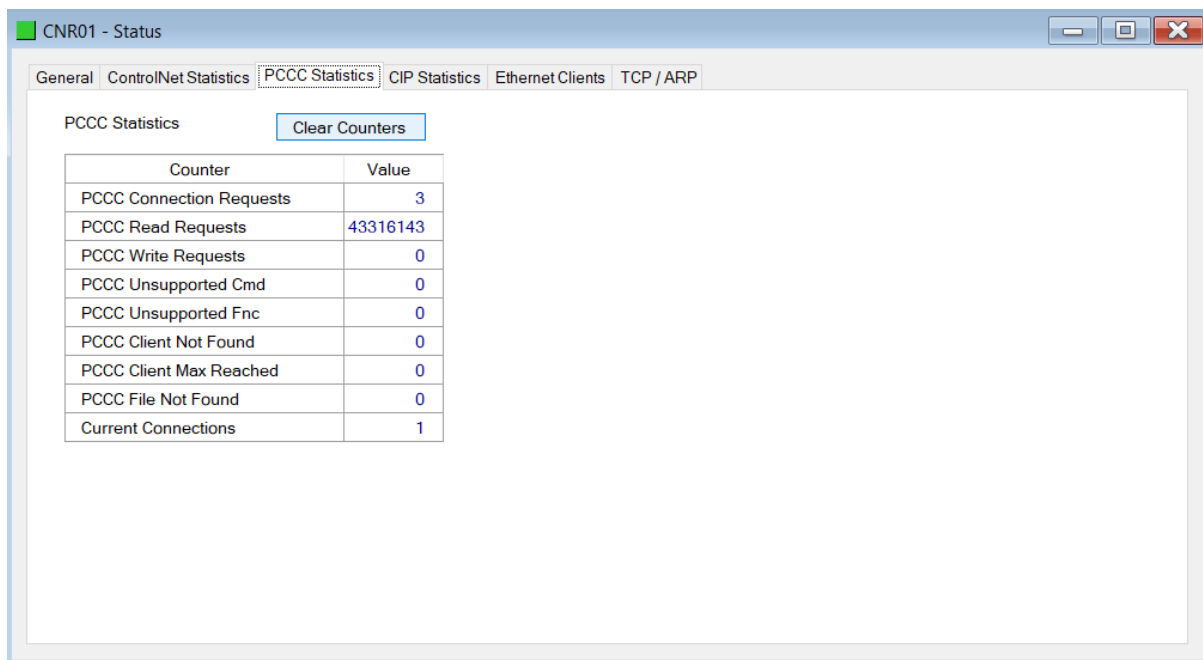 CNR01 - Status
General ControlNet Statistics PCCC Statistics CIP Statistics Ethernet Clients TCP / ARP
PCCC Statistics Clear Counters
Counter Value
PCCC Connection Requests 3
PCCC Read Requests 43316143
PCCC Write Requests 0
PCCC Unsupported Cmd 0
PCCC Unsupported Fnc 0
PCCC Client Not Found 0
PCCC Client Max Reached 0
PCCC File Not Found 0
Current Connections 1